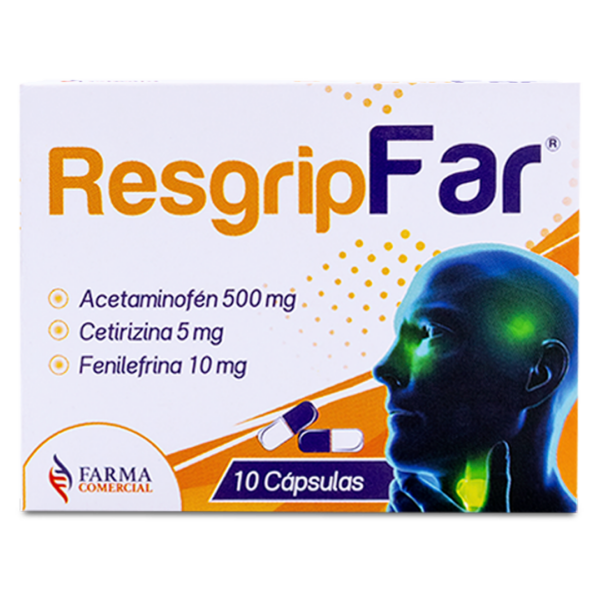 ResgripFar®
Acetaminofén 500 mg
Cetirizina 5 mg
Fenilefrina 10 mg
10 Cápsulas
FARMA
COMERCIAL